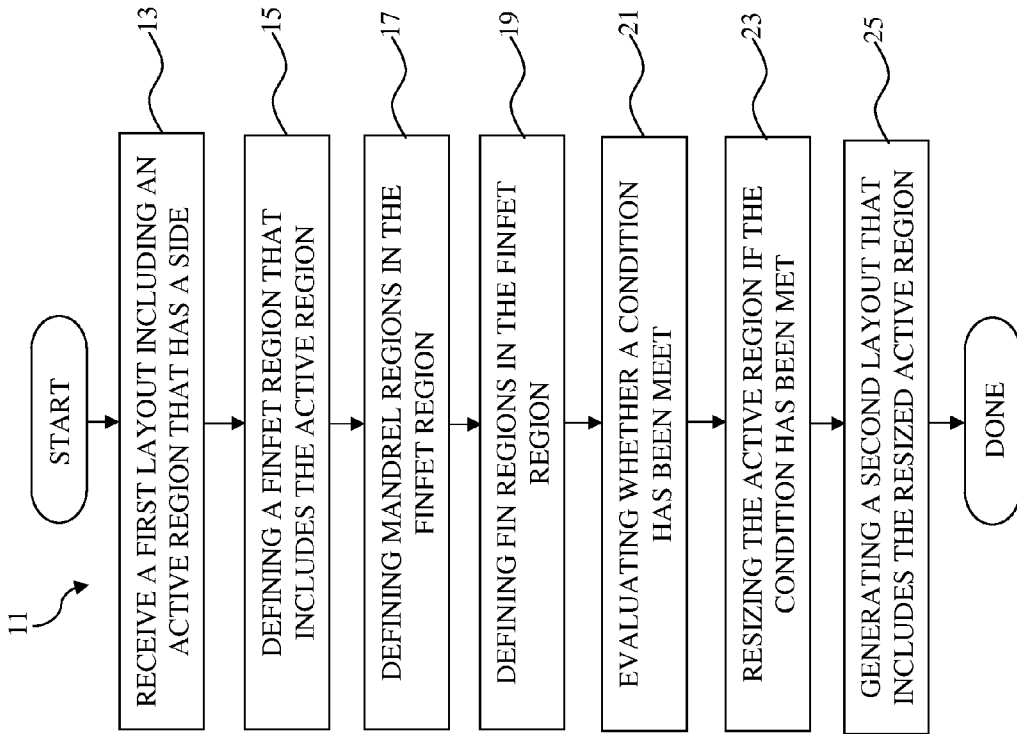 11
START
RECEIVE A FIRST LAYOUT INCLUDING AN
ACTIVE REGION THAT HAS A SIDE
13
DEFINING A FINFET REGION THAT
INCLUDES THE ACTIVE REGION
15
DEFINING MANDREL REGIONS IN THE
FINFET REGION
17
DEFINING FIN REGIONS IN THE FINFET
REGION
19
EVALUATING WHETHER A CONDITION
HAS BEEN MEET
21
RESIZING THE ACTIVE REGION IF THE
CONDITION HAS BEEN MET
23
GENERATING A SECOND LAYOUT THAT
INCLUDES THE RESIZED ACTIVE REGION
25
DONE